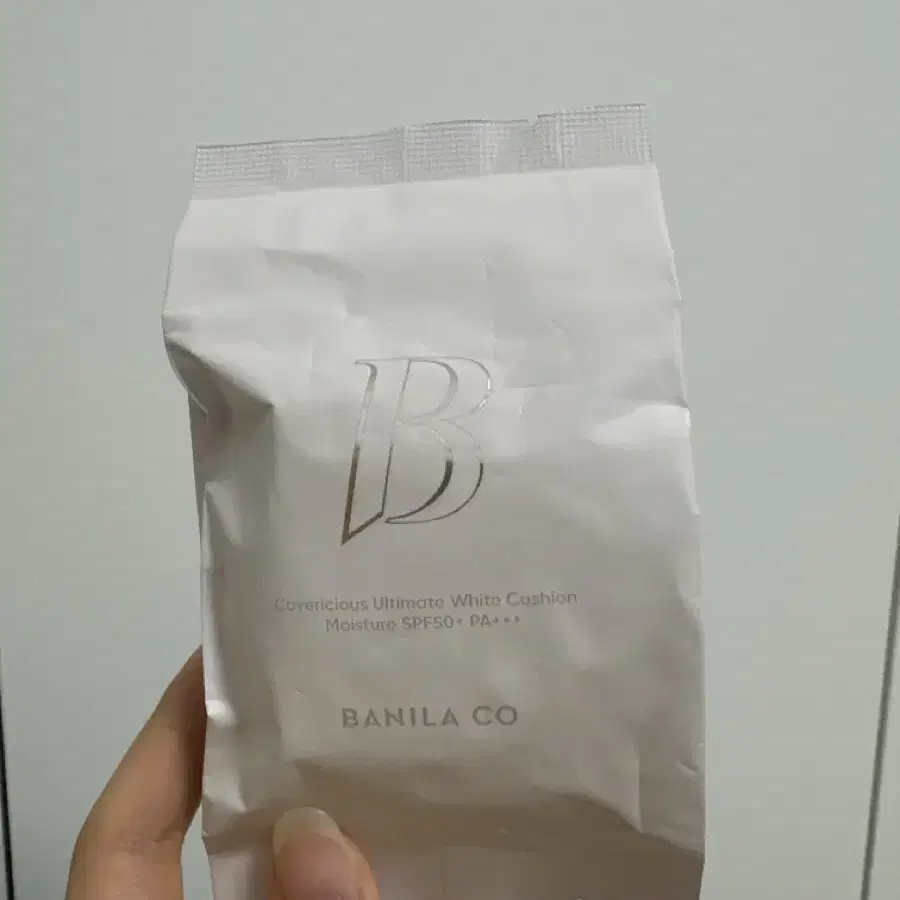 B
Covericious Ultimate White Cushion
Moisture SPF50+ PA+++
BANILA CO